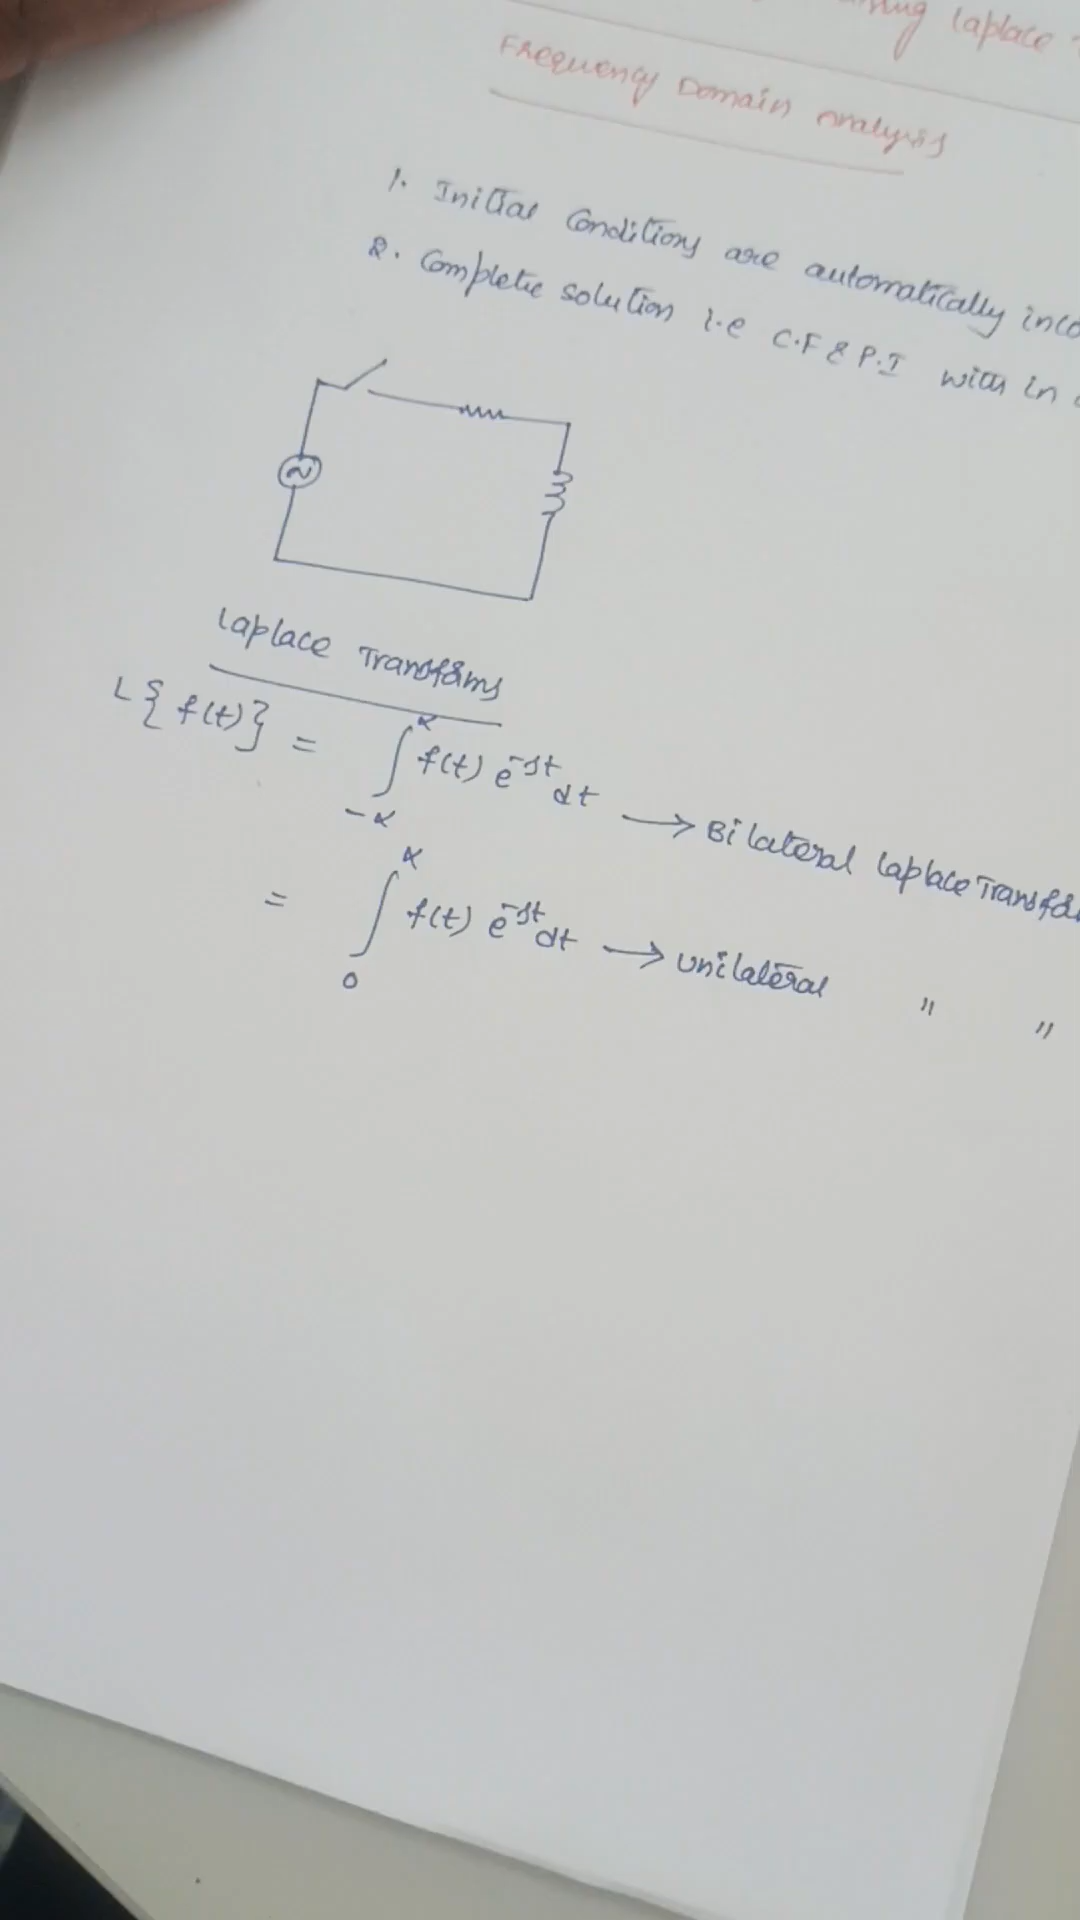 Laplace
Frequency Domain Analysis
1. Initial Conditions are automatically
2. Complete solution i.e C.F & P.I with in
Laplace Transforms
L{f(t)} = ∫_{-∞}^{∞} f(t) e^{-st} dt → Bilateral Laplace
= ∫_{0}^{∞} f(t) e^{-st} dt → Unilateral " "